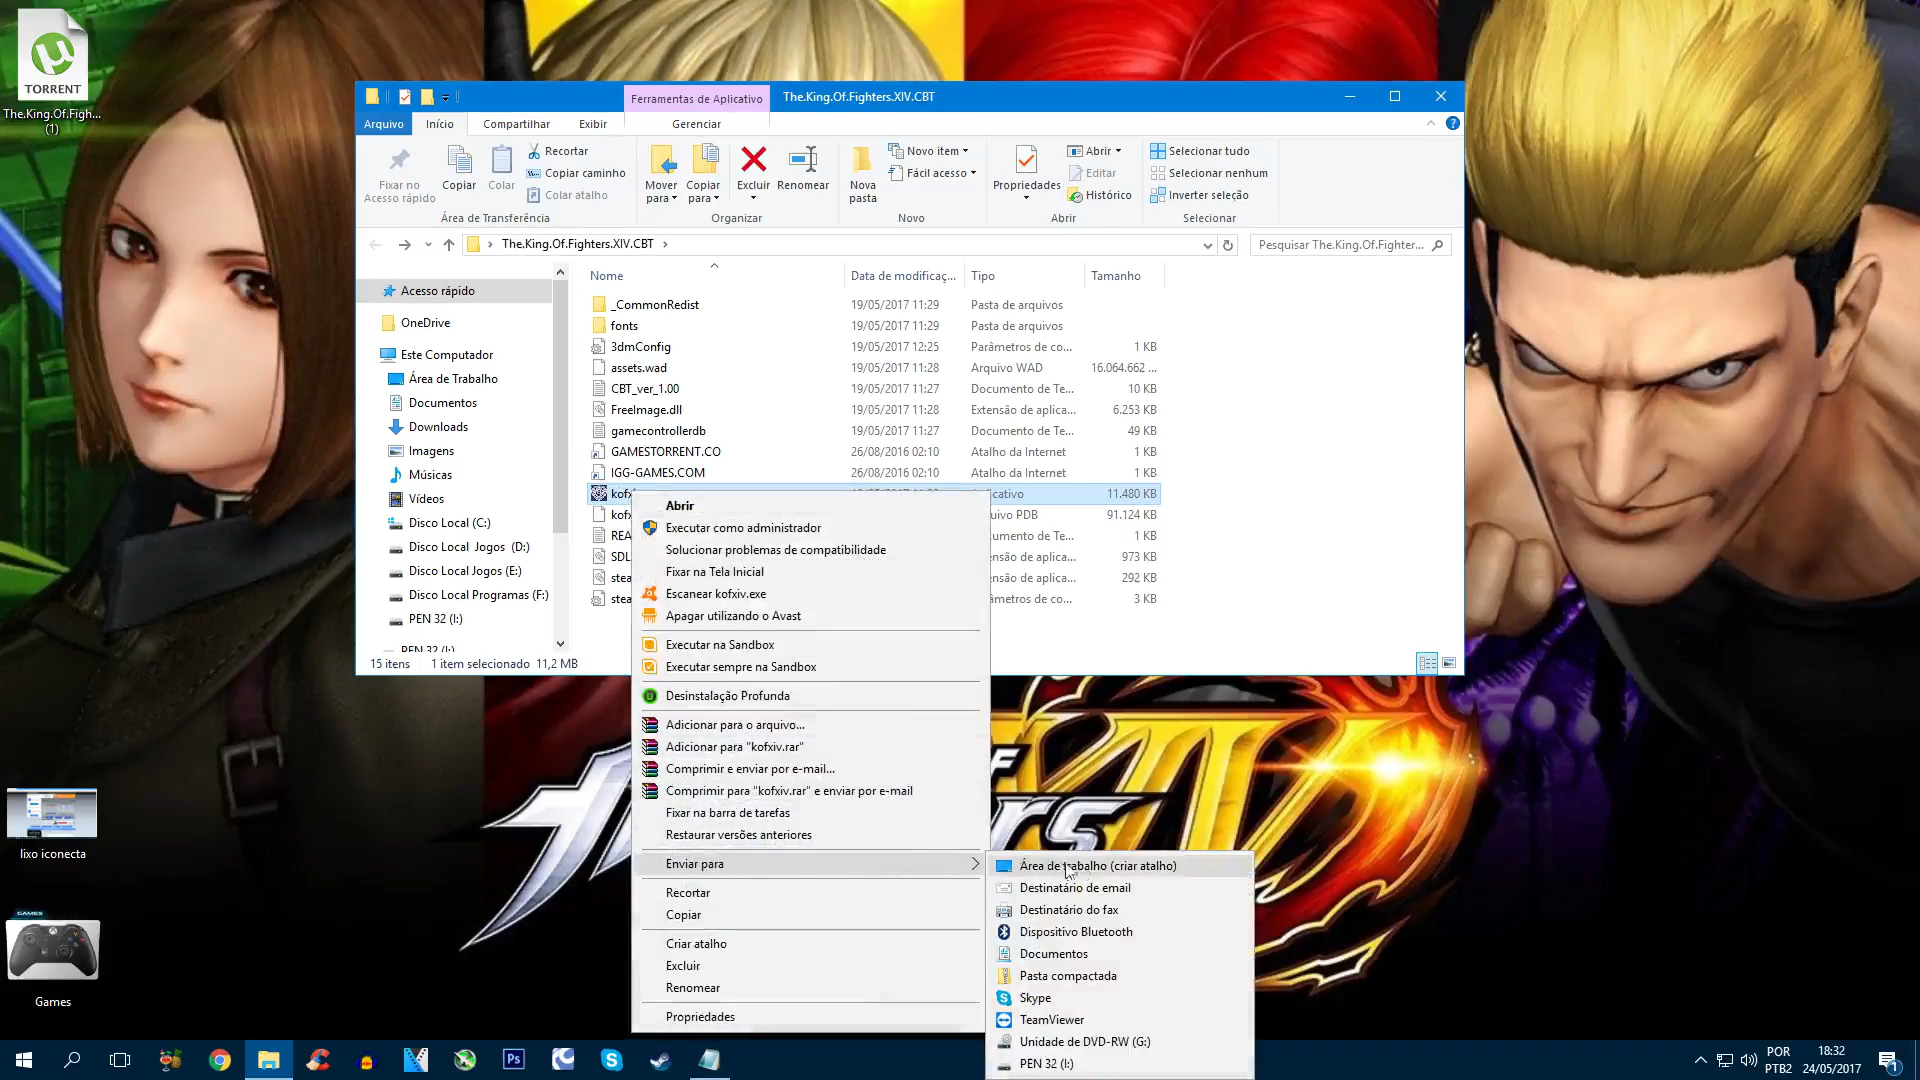 TORRENT
The.King.Of.Figh...
(1)
Ferramentas de Aplicativo
The.King.Of.Fighters.XIV.CBT
Arquivo
Início
Compartilhar
Exibir
Gerenciar
Fixar no
Acesso rápido
Copiar
Colar
Recortar
Copiar caminho
Colar atalho
Área de Transferência
Mover
para
Copiar
para
Excluir
Renomear
Organizar
Nova
pasta
Novo item
Fácil acesso
Novo
Propriedades
Abrir
Editar
Histórico
Abrir
Selecionar tudo
Selecionar nenhum
Inverter seleção
Selecionar
The.King.Of.Fighters.XIV.CBT
Pesquisar The.King.Of.Fighter...
Acesso rápido
OneDrive
Este Computador
Área de Trabalho
Documentos
Downloads
Imagens
Músicas
Vídeos
Disco Local (C:)
Disco Local Jogos (D:)
Disco Local Jogos (E:)
Disco Local Programas (F:)
PEN 32 (I:)
PEN 32 (I:)
Nome Data de modificaç... Tipo Tamanho
_CommonRedist 19/05/2017 11:29 Pasta de arquivos
fonts 19/05/2017 11:29 Pasta de arquivos
3dmConfig 19/05/2017 12:25 Parâmetros de co... 1 KB
assets.wad 19/05/2017 11:28 Arquivo WAD 16.064.662 ...
CBT_ver_1.00 19/05/2017 11:27 Documento de Te... 10 KB
FreeImage.dll 19/05/2017 11:28 Extensão de aplica... 6.253 KB
gamecontrollerdb 19/05/2017 11:27 Documento de Te... 49 KB
GAMESTORRENT.CO 26/08/2016 02:10 Atalho da Internet 1 KB
IGG-GAMES.COM 26/08/2016 02:10 Atalho da Internet 1 KB
11.480 KB
91.124 KB
1 KB
973 KB
292 KB
3 KB
15 itens 1 item selecionado 11,2 MB
Abrir
Executar como administrador
Solucionar problemas de compatibilidade
Fixar na Tela Inicial
Escanear kofxiv.exe
Apagar utilizando o Avast
Executar na Sandbox
Executar sempre na Sandbox
Desinstalação Profunda
Adicionar para o arquivo...
Adicionar para "kofxiv.rar"
Comprimir e enviar por e-mail...
Comprimir para "kofxiv.rar" e enviar por e-mail
Fixar na barra de tarefas
Restaurar versões anteriores
Enviar para
Recortar
Copiar
Criar atalho
Excluir
Renomear
Propriedades
Área de trabalho (criar atalho)
Destinatário de email
Destinatário do fax
Dispositivo Bluetooth
Documentos
Pasta compactada
Skype
TeamViewer
Unidade de DVD-RW (G:)
PEN 32 (I:)
lixo iconecta
GAMES
Games
Ps
POR
PTB2
18:32
24/05/2017
1